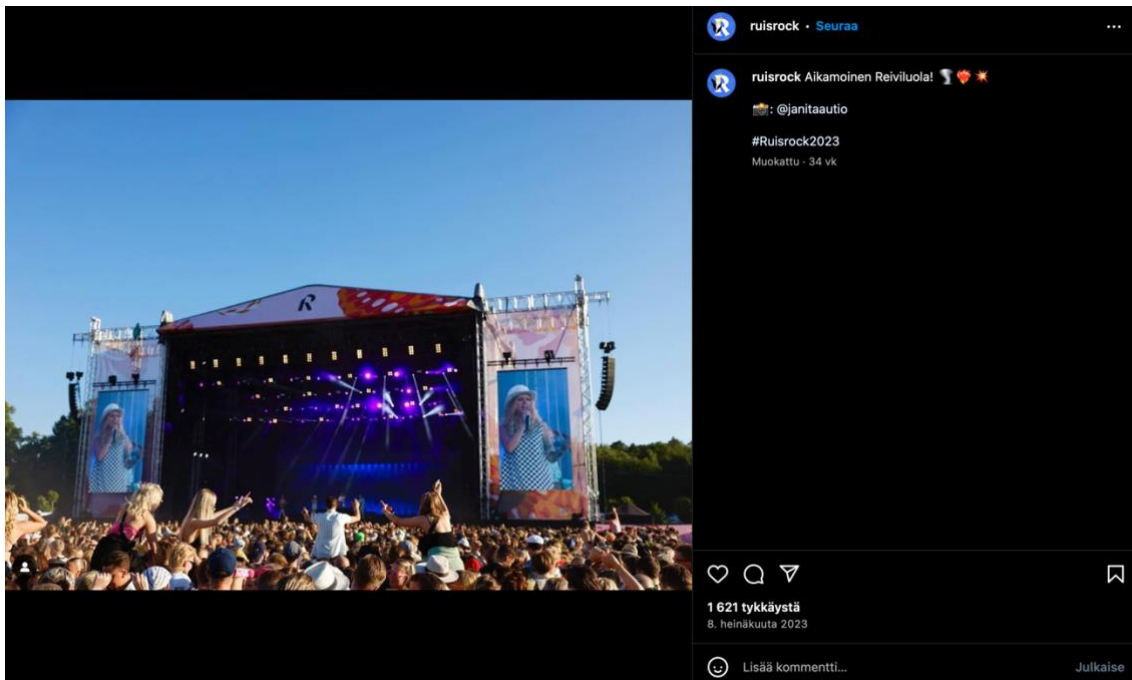 ruisrock • Seuraa
ruisrock Aikamoinen Reiviluola! 🌪️❤️‍🔥💥
📸: @janitaautio
#Ruisrock2023
Muokattu · 34 vk
1 621 tykkäystä
8. heinäkuuta 2023
Lisää kommentti...
Julkaise